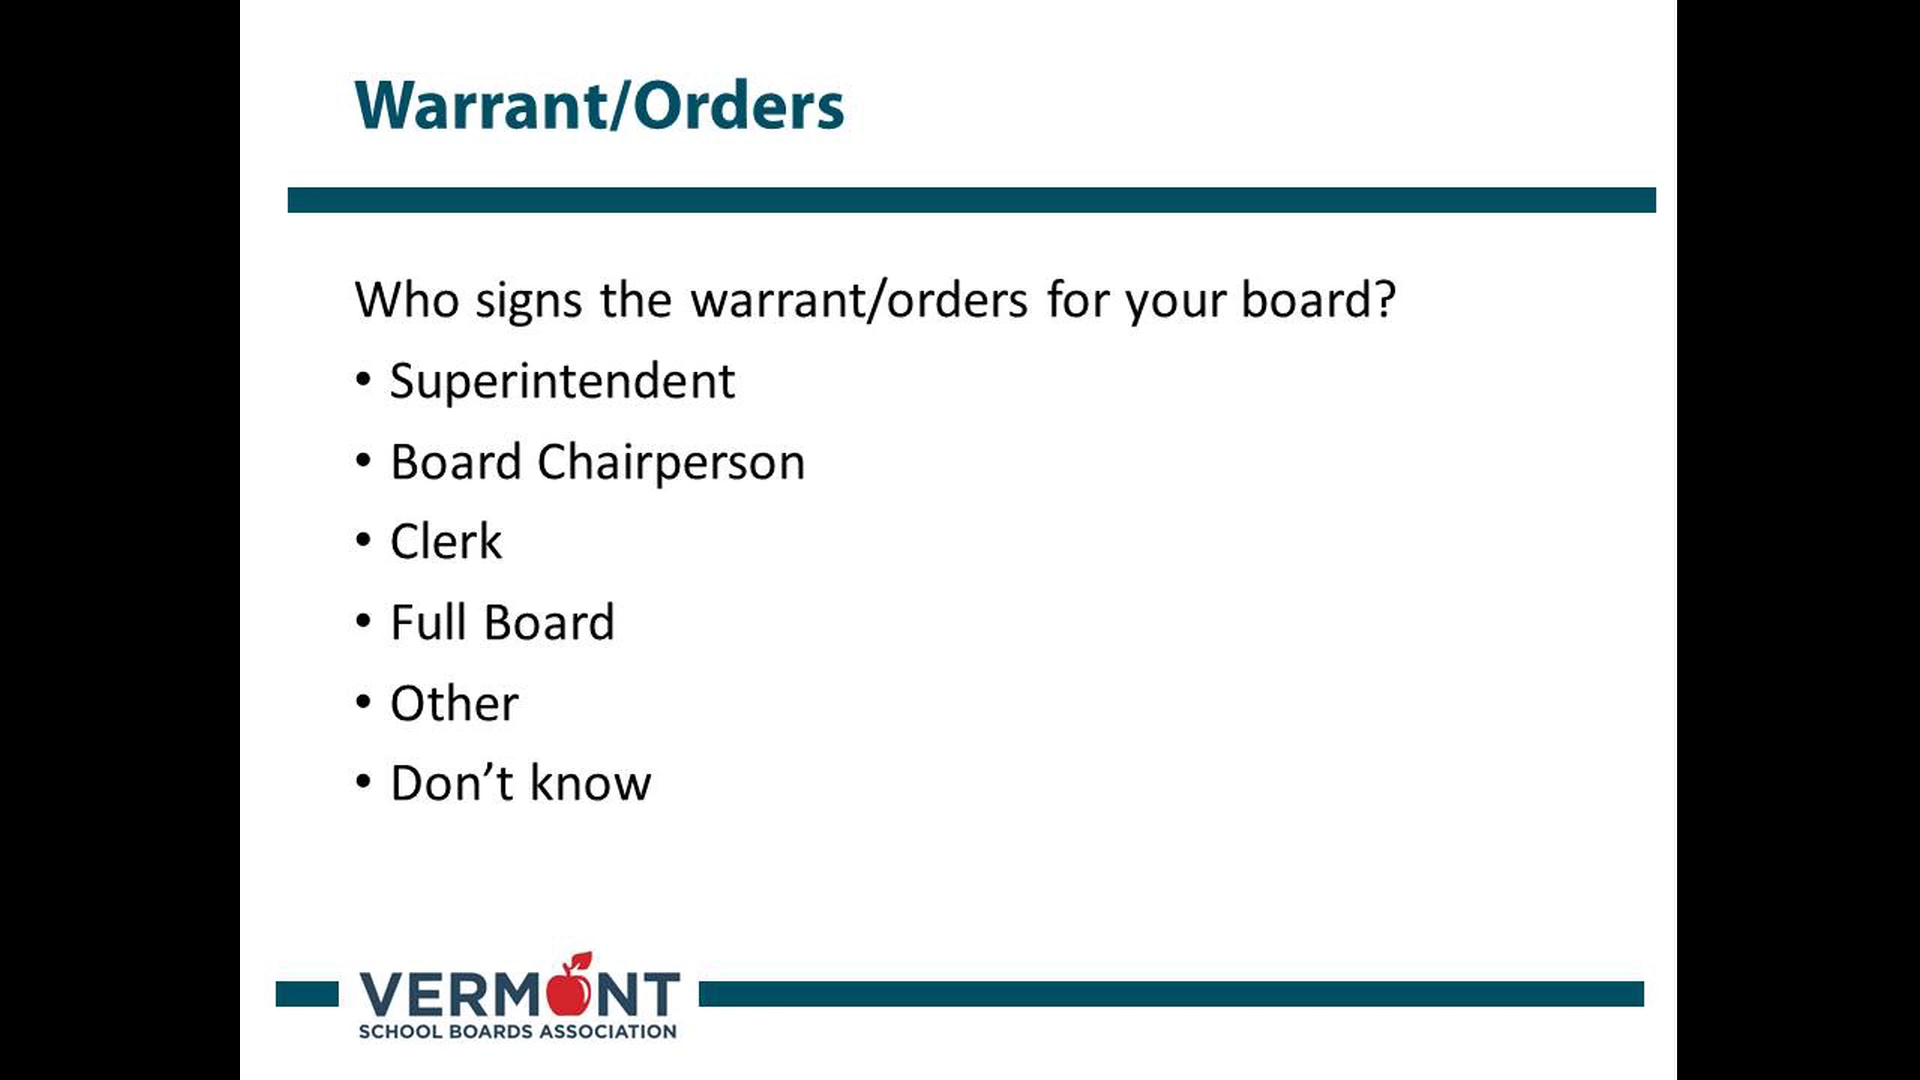 Warrant/Orders
Who signs the warrant/orders for your board?
• Superintendent
• Board Chairperson
• Clerk
• Full Board
• Other
• Don’t know
VERMONT
SCHOOL BOARDS ASSOCIATION